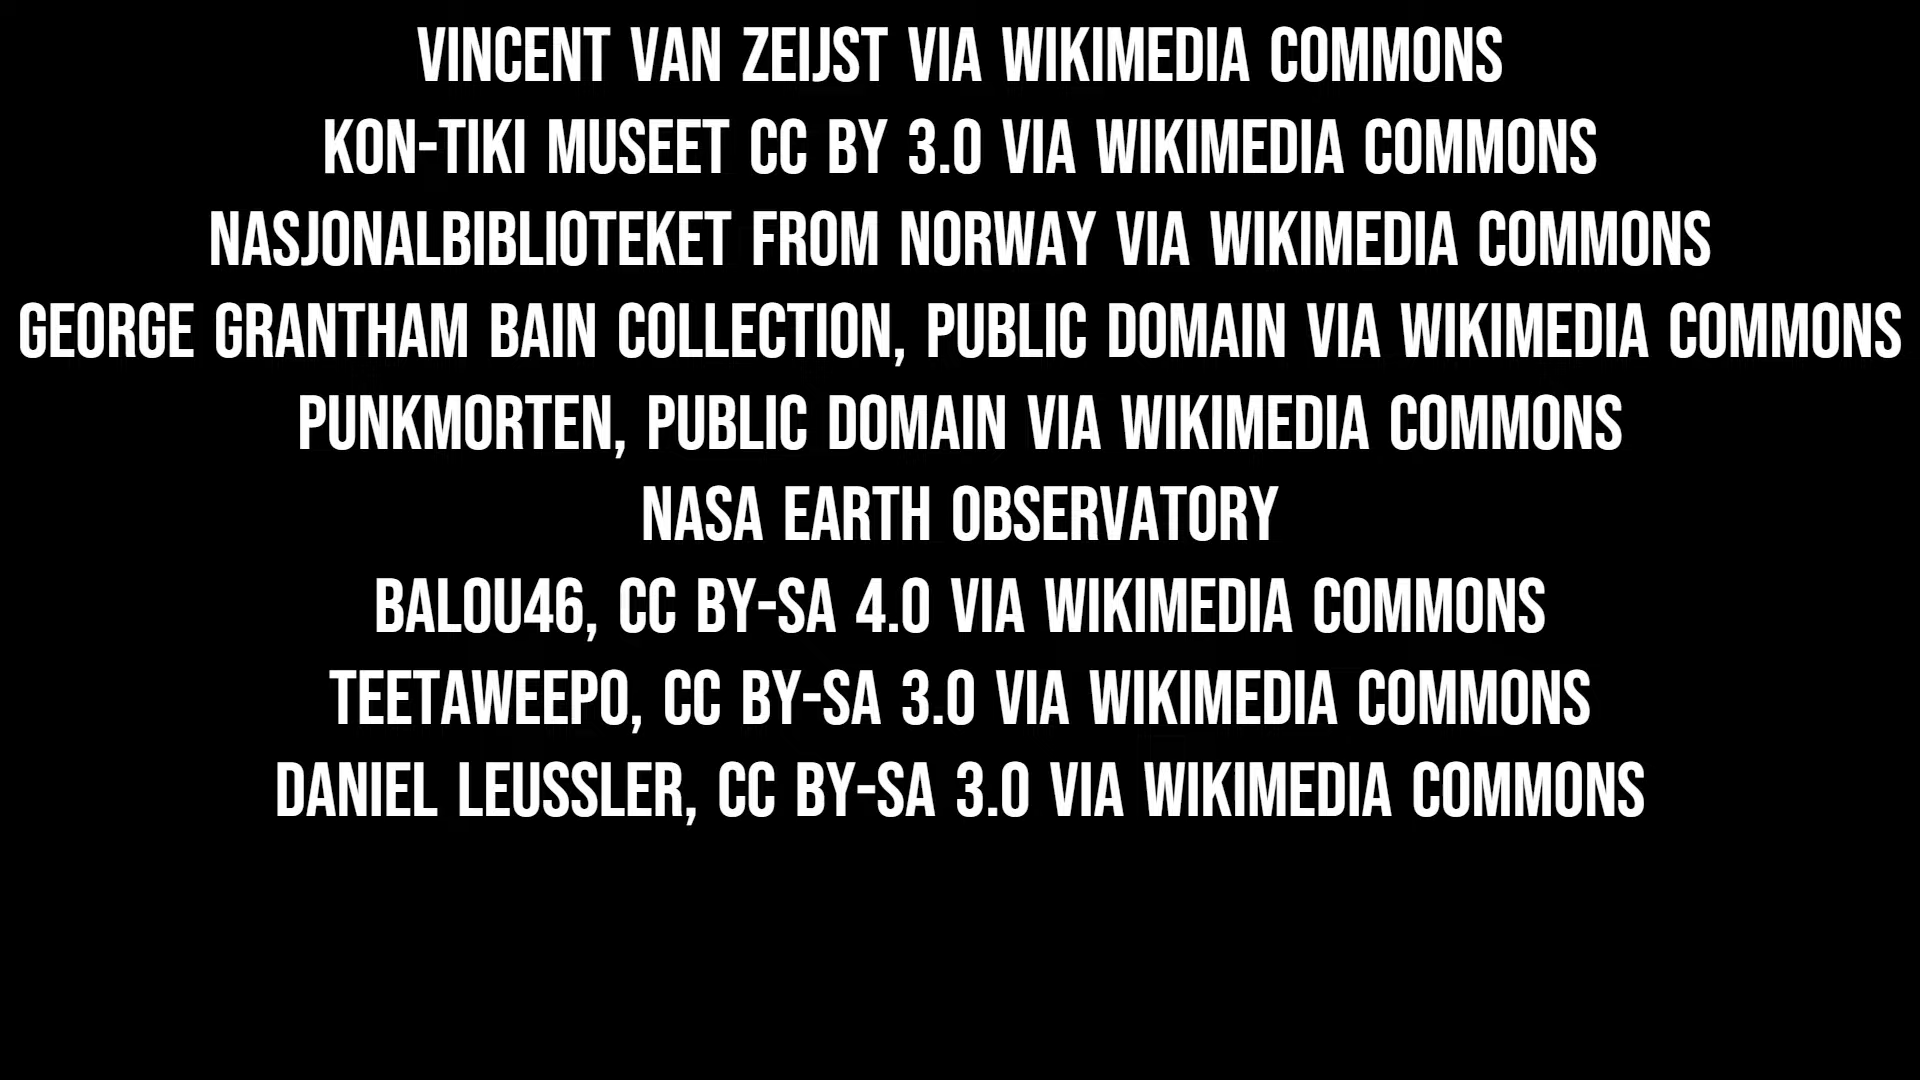 VINCENT VAN ZEIJST VIA WIKIMEDIA COMMONS
KON-TIKI MUSEET CC BY 3.0 VIA WIKIMEDIA COMMONS
NASJONALBIBLIOTEKET FROM NORWAY VIA WIKIMEDIA COMMONS
GEORGE GRANTHAM BAIN COLLECTION, PUBLIC DOMAIN VIA WIKIMEDIA COMMONS
PUNKMORTEN, PUBLIC DOMAIN VIA WIKIMEDIA COMMONS
NASA EARTH OBSERVATORY
BALOU46, CC BY-SA 4.0 VIA WIKIMEDIA COMMONS
TEETAWEEPO, CC BY-SA 3.0 VIA WIKIMEDIA COMMONS
DANIEL LEUSSLER, CC BY-SA 3.0 VIA WIKIMEDIA COMMONS